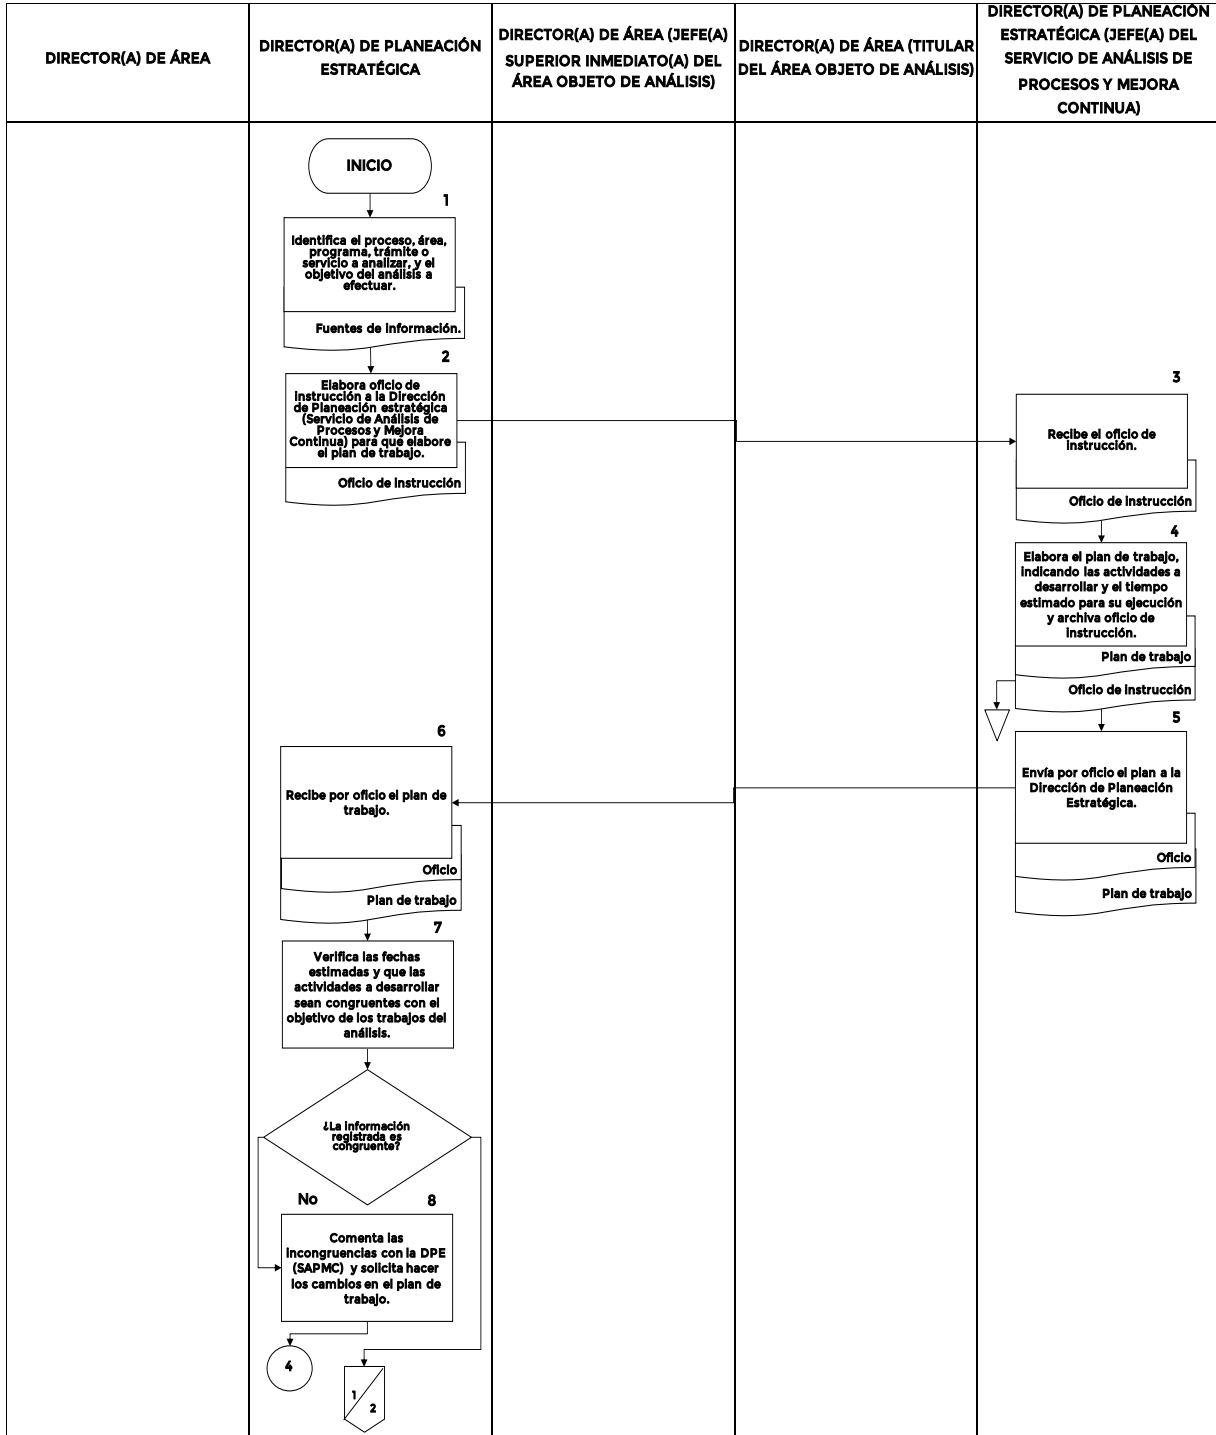 DIRECTOR(A) DE ÁREA
DIRECTOR(A) DE PLANEACIÓN
ESTRATÉGICA
DIRECTOR(A) DE ÁREA (JEFE(A)
SUPERIOR INMEDIATO(A) DEL
ÁREA OBJETO DE ANÁLISIS)
DIRECTOR(A) DE ÁREA (TITULAR
DEL ÁREA OBJETO DE ANÁLISIS)
DIRECTOR(A) DE PLANEACIÓN
ESTRATÉGICA (JEFE(A) DEL
SERVICIO DE ANÁLISIS DE
PROCESOS Y MEJORA
CONTINUA)
INICIO
1
Identifica el proceso, área,
programa, trámite o
servicio a analizar, y el
objetivo del análisis a
efectuar.
Fuentes de información.
2
Elabora oficio de
instrucción a la Dirección
de Planeación estratégica
(Servicio de Análisis de
Procesos y Mejora
Continua) para que elabore
el plan de trabajo.
Oficio de instrucción
3
Recibe el oficio de
instrucción.
Oficio de instrucción
4
Elabora el plan de trabajo,
indicando las actividades a
desarrollar y el tiempo
estimado para su ejecución
y archiva oficio de
instrucción.
Plan de trabajo
Oficio de instrucción
5
Envía por oficio el plan a la
Dirección de Planeación
Estratégica.
Oficio
Plan de trabajo
6
Recibe por oficio el plan de
trabajo.
Oficio
Plan de trabajo
7
Verifica las fechas
estimadas y que las
actividades a desarrollar
sean congruentes con el
objetivo de los trabajos del
análisis.
¿La información
registrada es
congruente?
No
8
Comenta las
incongruencias con la DPE
(SAPMC) y solicita hacer
los cambios en el plan de
trabajo.
4
1
2